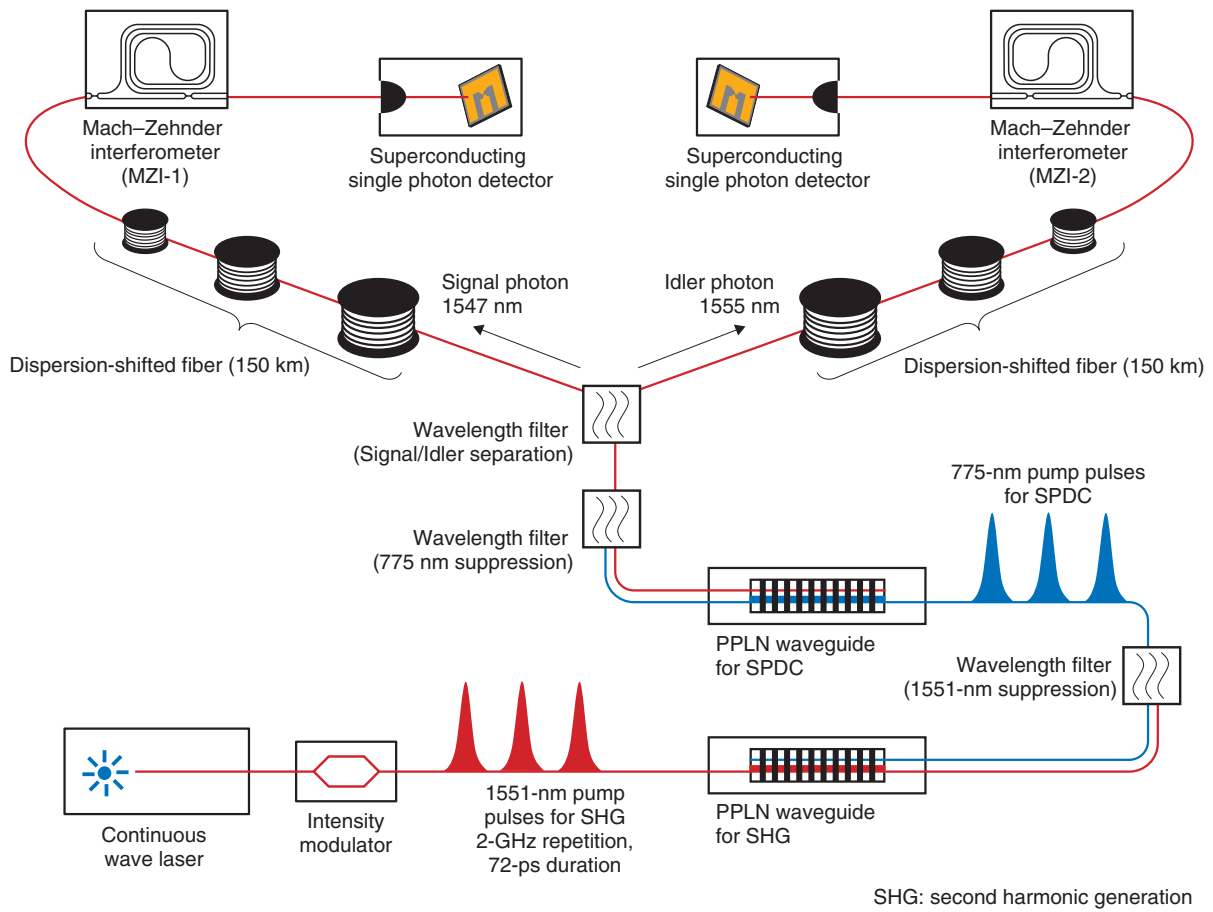 Mach–Zehnder
interferometer
(MZI-1)
Superconducting
single photon detector
Superconducting
single photon detector
Mach–Zehnder
interferometer
(MZI-2)
Signal photon
1547 nm
Idler photon
1555 nm
Dispersion-shifted fiber (150 km)
Dispersion-shifted fiber (150 km)
Wavelength filter
(Signal/Idler separation)
Wavelength filter
(775 nm suppression)
775-nm pump pulses
for SPDC
PPLN waveguide
for SPDC
Wavelength filter
(1551-nm suppression)
Continuous
wave laser
Intensity
modulator
1551-nm pump
pulses for SHG
2-GHz repetition,
72-ps duration
PPLN waveguide
for SHG
SHG: second harmonic generation